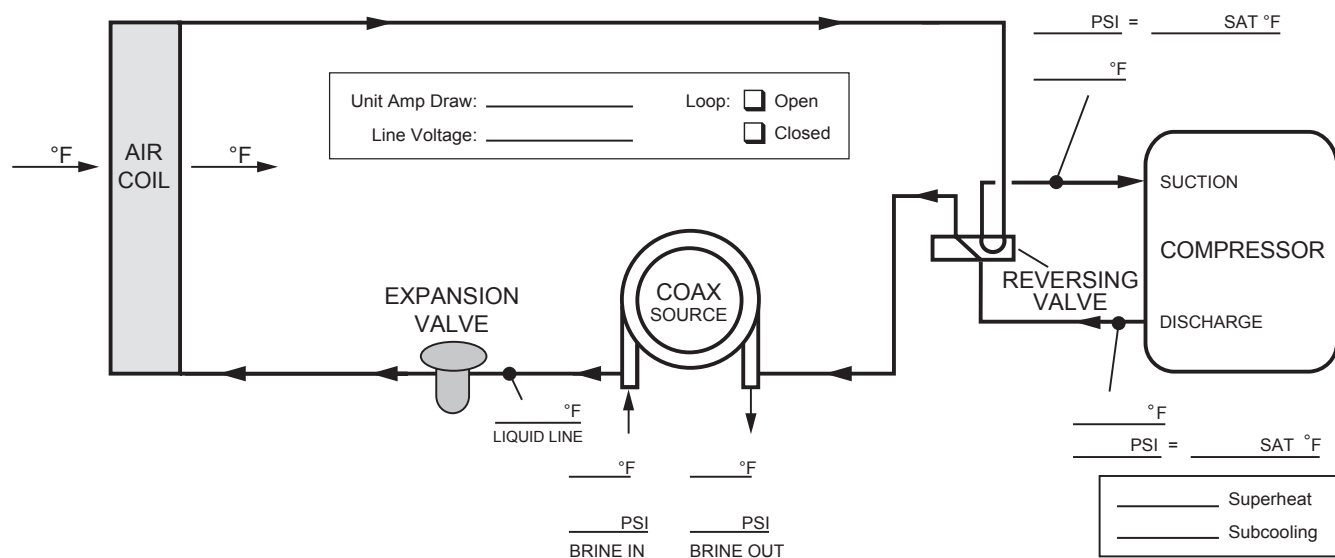 PSI = SAT °F
°F
Unit Amp Draw: Loop: Open
Line Voltage: Closed
°F AIR COIL °F
SUCTION
COMPRESSOR
REVERSING
VALVE
DISCHARGE
COAX
SOURCE
EXPANSION
VALVE
°F
LIQUID LINE
°F
PSI = SAT °F
°F °F
PSI PSI
BRINE IN BRINE OUT
Superheat
Subcooling